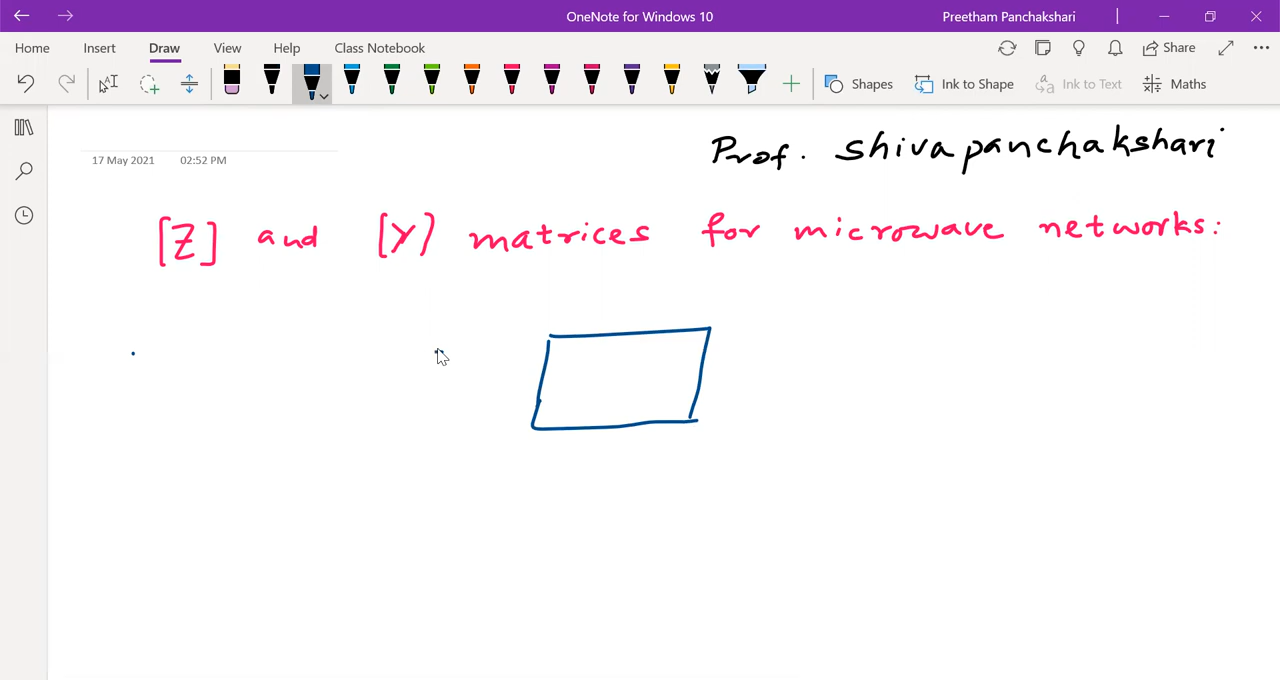 OneNote for Windows 10
Preetham Panchakshari
Home Insert Draw View Help Class Notebook
Share
Shapes Ink to Shape Ink to Text Maths
17 May 2021 02:52 PM
Prof. shivapanchakshari
[Z] and [Y] matrices for microwave networks: